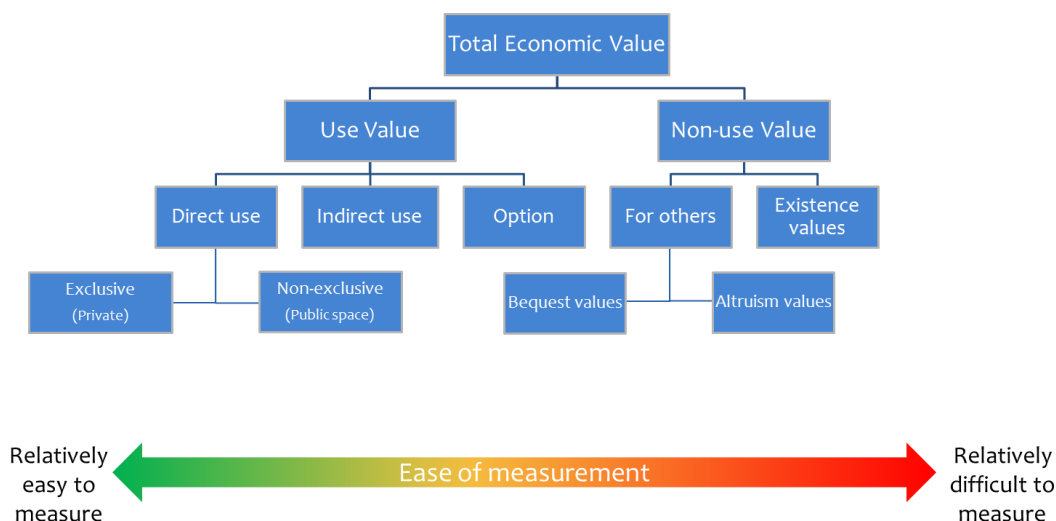 Total Economic Value
Use Value
Non-use Value
Direct use
Indirect use
Option
For others
Existence
values
Exclusive
(Private)
Non-exclusive
(Public space)
Bequest values
Altruism values
Relatively
easy to
measure
Ease of measurement
Relatively
difficult to
measure